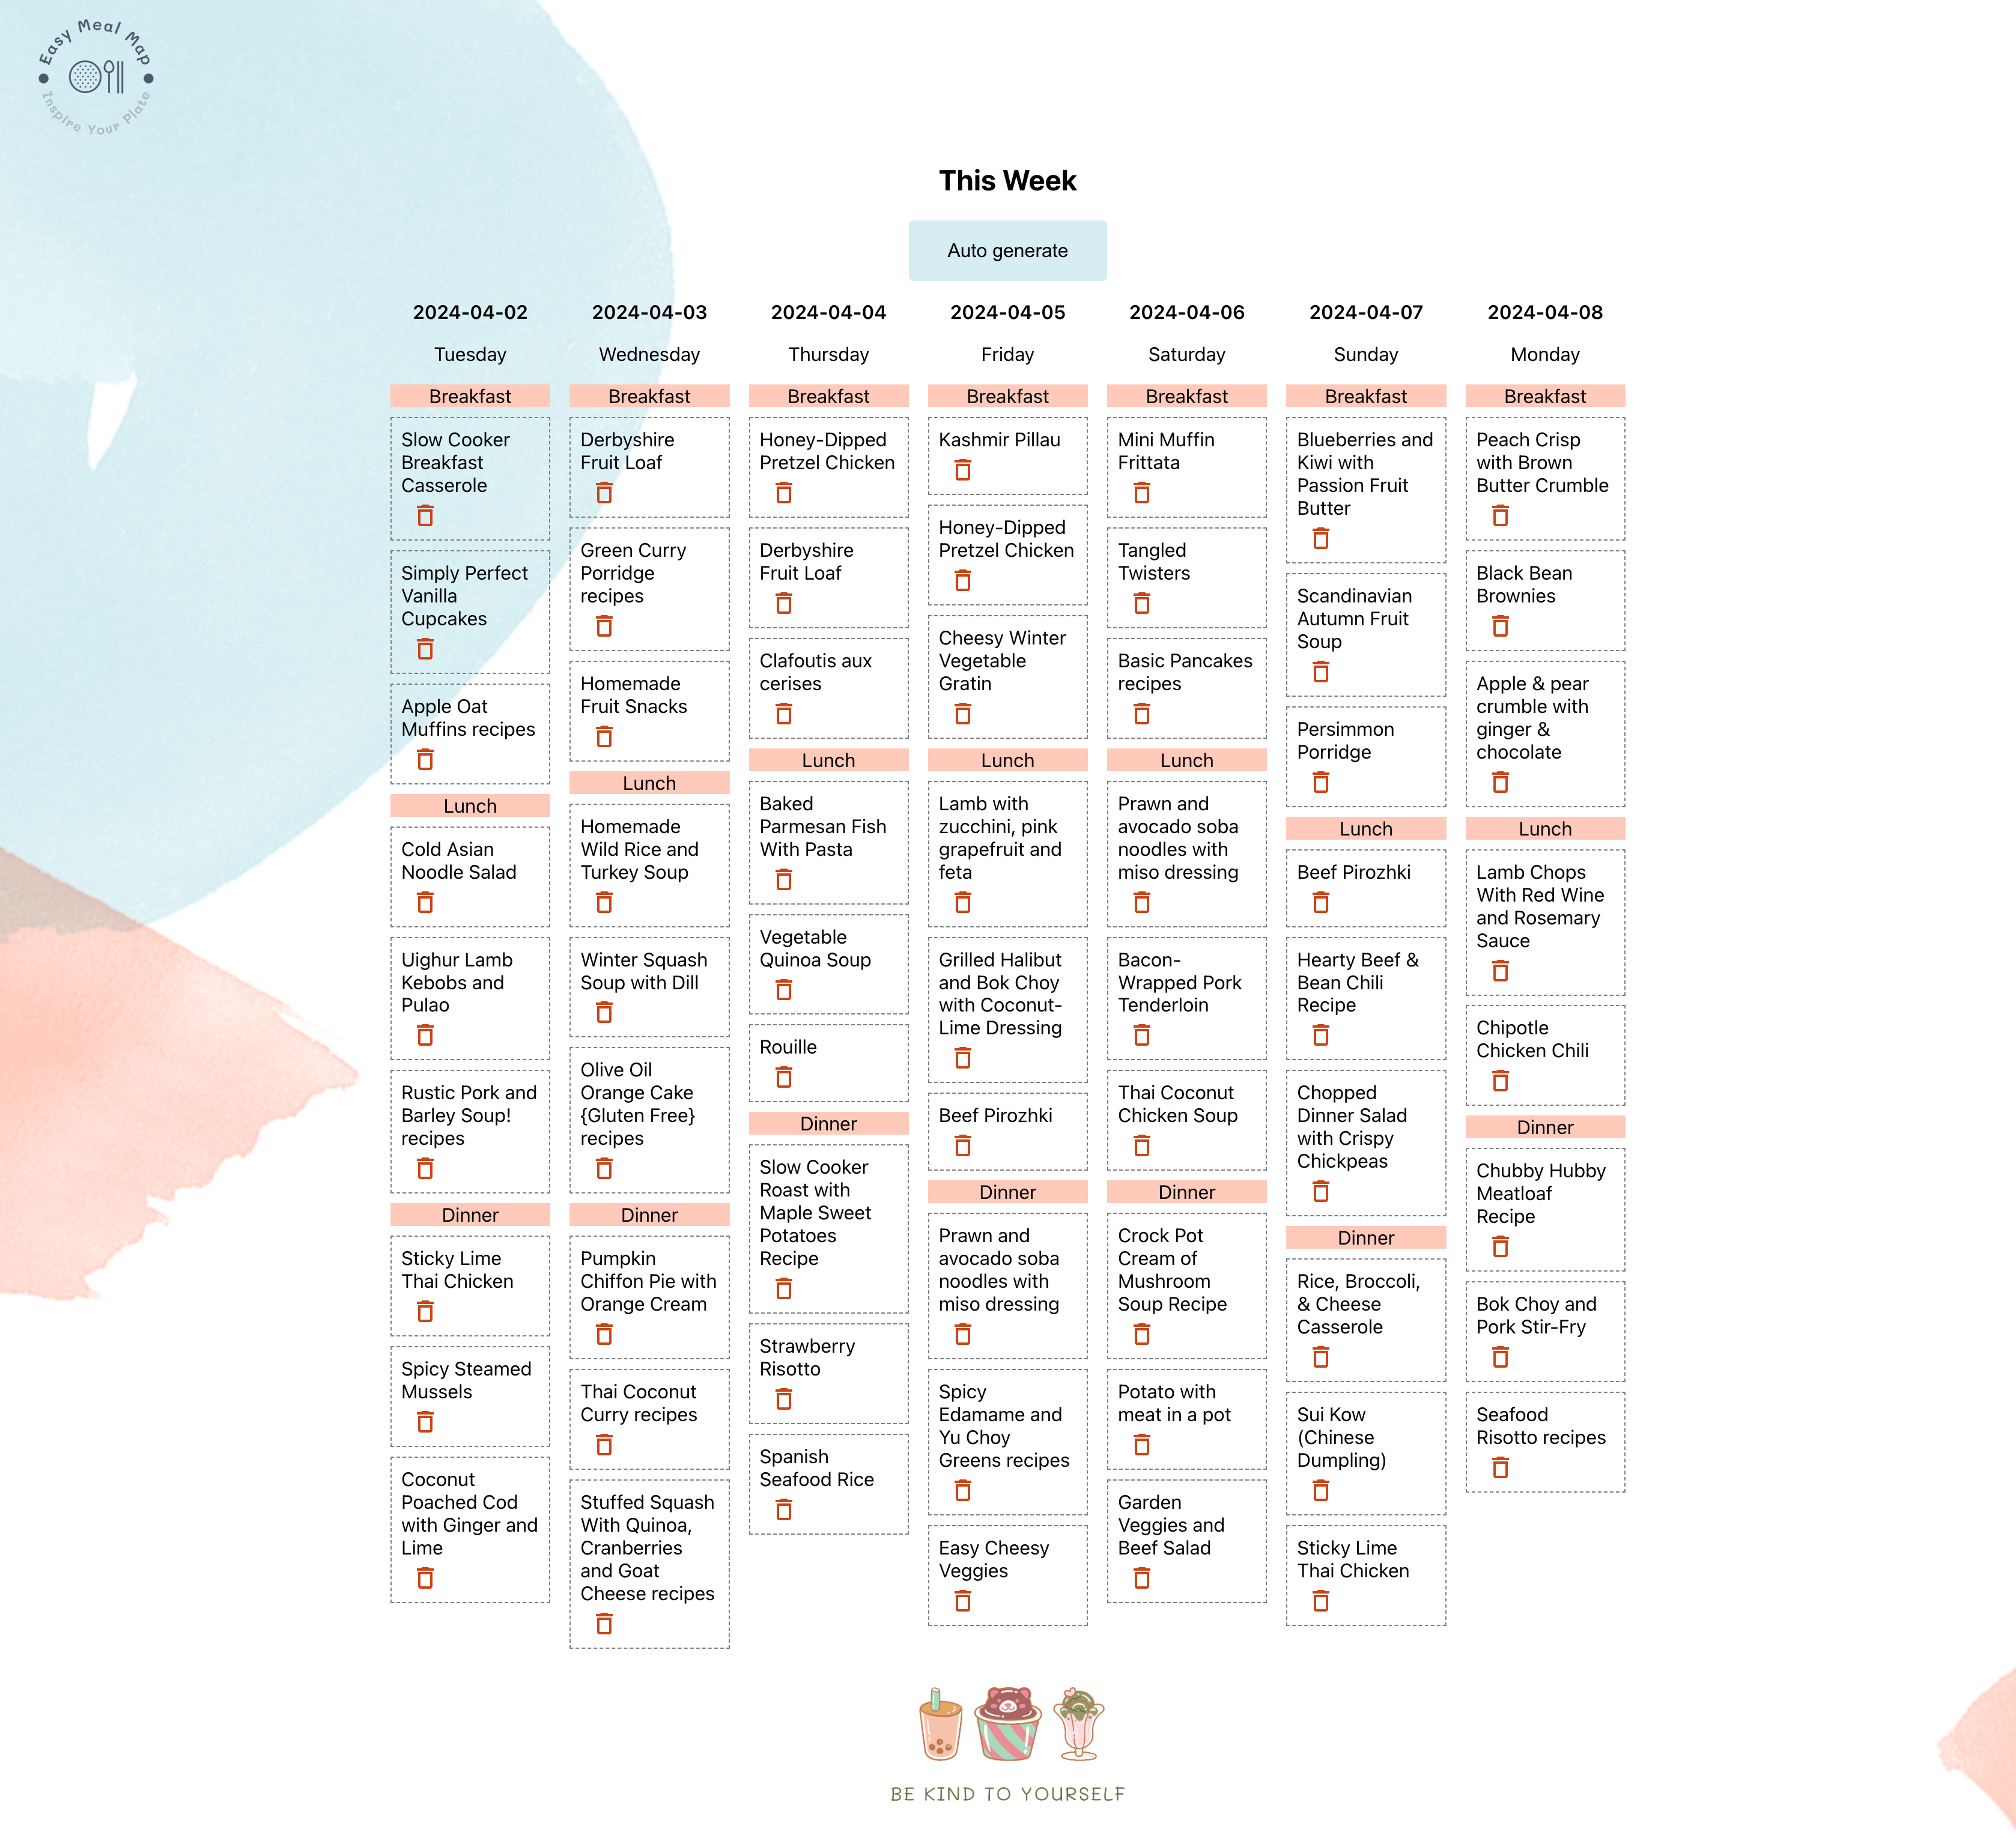 Easy Meal Map
Inspire Your Plate
This Week
Auto generate
2024-04-02
Tuesday
Breakfast
Slow Cooker
Breakfast
Casserole
Simply Perfect
Vanilla
Cupcakes
Apple Oat
Muffins recipes
Lunch
Cold Asian
Noodle Salad
Uighur Lamb
Kebobs and
Pulao
Rustic Pork and
Barley Soup!
recipes
Dinner
Sticky Lime
Thai Chicken
Spicy Steamed
Mussels
Coconut
Poached Cod
with Ginger and
Lime
2024-04-03
Wednesday
Breakfast
Derbyshire
Fruit Loaf
Green Curry
Porridge
recipes
Homemade
Fruit Snacks
Lunch
Homemade
Wild Rice and
Turkey Soup
Winter Squash
Soup with Dill
Olive Oil
Orange Cake
{Gluten Free}
recipes
Dinner
Pumpkin
Chiffon Pie with
Orange Cream
Thai Coconut
Curry recipes
Stuffed Squash
With Quinoa,
Cranberries
and Goat
Cheese recipes
2024-04-04
Thursday
Breakfast
Honey-Dipped
Pretzel Chicken
Derbyshire
Fruit Loaf
Clafoutis aux
cerises
Lunch
Baked
Parmesan Fish
With Pasta
Vegetable
Quinoa Soup
Rouille
Dinner
Slow Cooker
Roast with
Maple Sweet
Potatoes
Recipe
Strawberry
Risotto
Spanish
Seafood Rice
2024-04-05
Friday
Breakfast
Kashmir Pillau
Honey-Dipped
Pretzel Chicken
Cheesy Winter
Vegetable
Gratin
Lunch
Lamb with
zucchini, pink
grapefruit and
feta
Grilled Halibut
and Bok Choy
with Coconut-
Lime Dressing
Beef Pirozhki
Dinner
Prawn and
avocado soba
noodles with
miso dressing
Spicy
Edamame and
Yu Choy
Greens recipes
Easy Cheesy
Veggies
2024-04-06
Saturday
Breakfast
Mini Muffin
Frittata
Tangled
Twisters
Basic Pancakes
recipes
Lunch
Prawn and
avocado soba
noodles with
miso dressing
Bacon-
Wrapped Pork
Tenderloin
Thai Coconut
Chicken Soup
Dinner
Crock Pot
Cream of
Mushroom
Soup Recipe
Potato with
meat in a pot
Garden
Veggies and
Beef Salad
2024-04-07
Sunday
Breakfast
Blueberries and
Kiwi with
Passion Fruit
Butter
Scandinavian
Autumn Fruit
Soup
Persimmon
Porridge
Lunch
Beef Pirozhki
Hearty Beef &
Bean Chili
Recipe
Chopped
Dinner Salad
with Crispy
Chickpeas
Dinner
Rice, Broccoli,
& Cheese
Casserole
Sui Kow
(Chinese
Dumpling)
Sticky Lime
Thai Chicken
2024-04-08
Monday
Breakfast
Peach Crisp
with Brown
Butter Crumble
Black Bean
Brownies
Apple & pear
crumble with
ginger &
chocolate
Lunch
Lamb Chops
With Red Wine
and Rosemary
Sauce
Chipotle
Chicken Chili
Dinner
Chubby Hubby
Meatloaf
Recipe
Bok Choy and
Pork Stir-Fry
Seafood
Risotto recipes
BE KIND TO YOURSELF